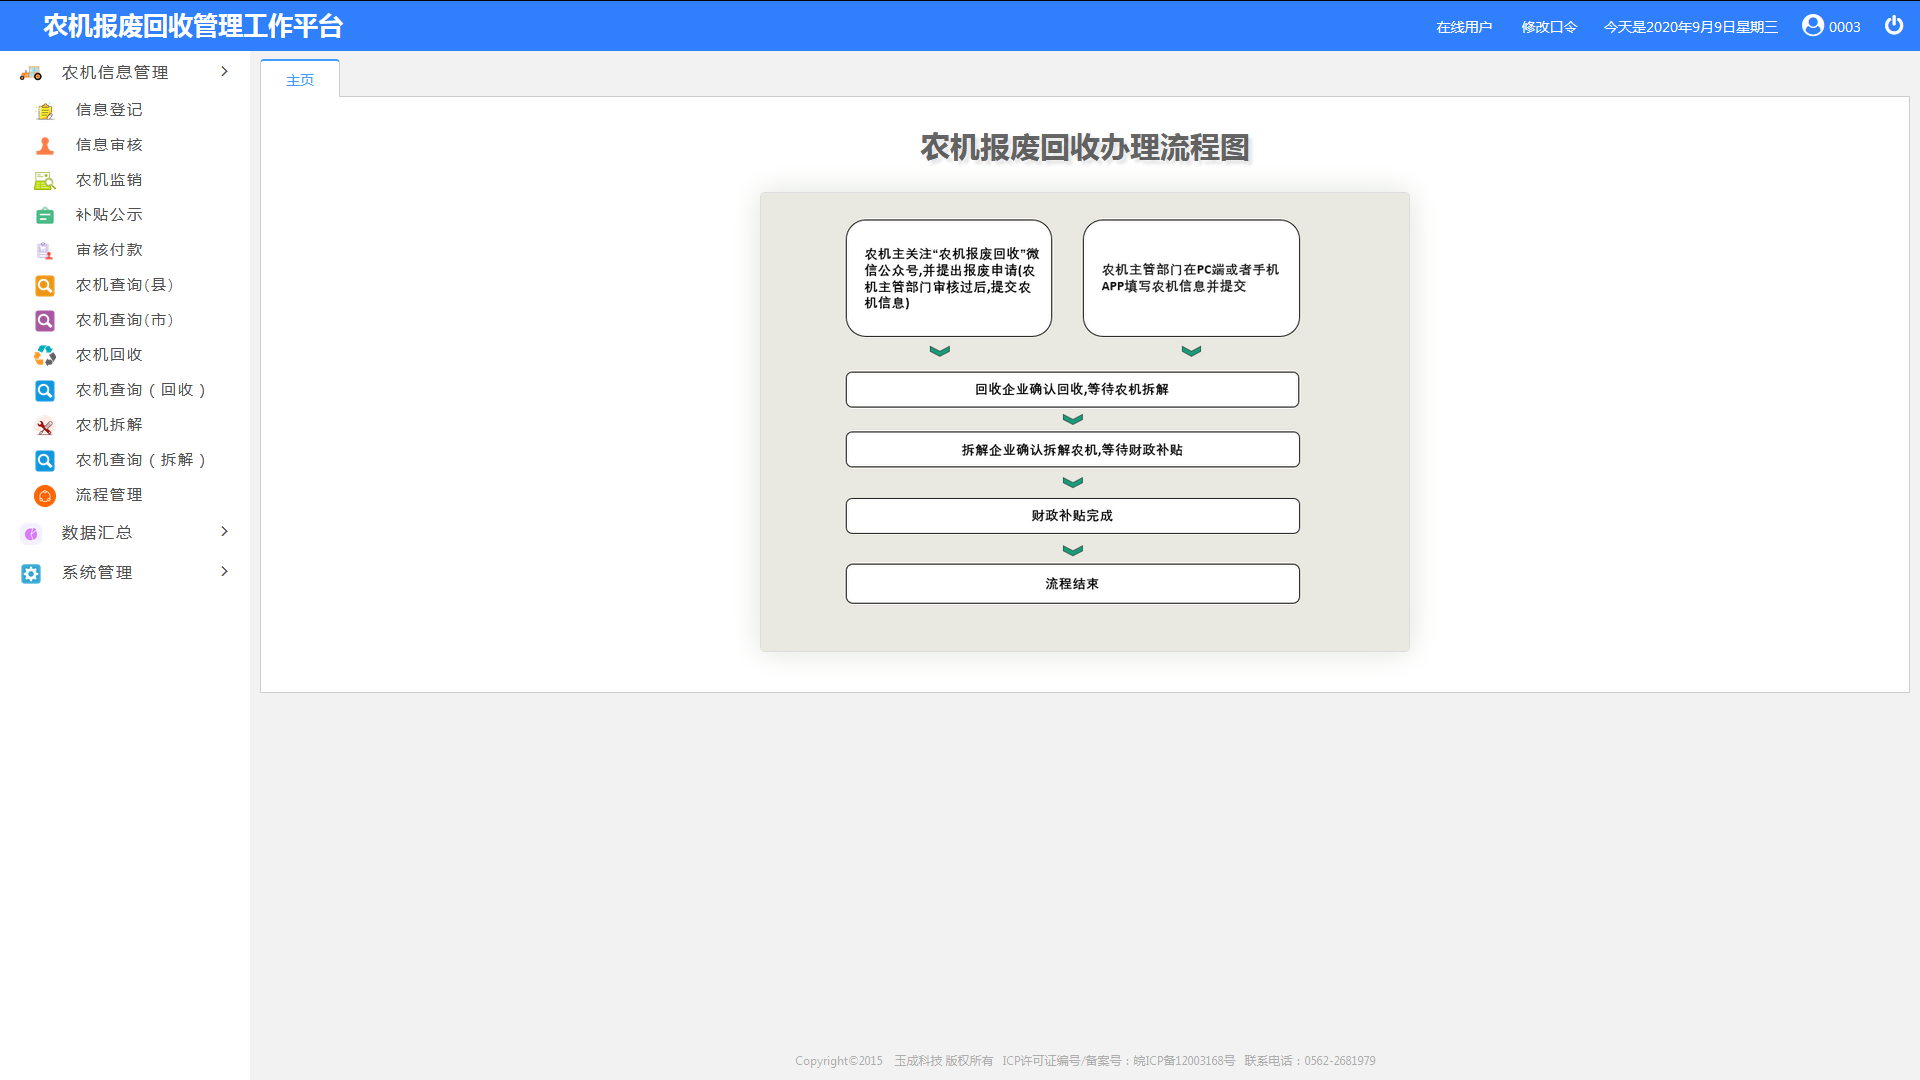 农机报废回收管理工作平台
在线用户
修改口令
今天是2020年9月9日星期三
0003
农机信息管理
信息登记
信息审核
农机监销
补贴公示
审核付款
农机查询(县)
农机查询(市)
农机回收
农机查询（回收）
农机拆解
农机查询（拆解）
流程管理
数据汇总
系统管理
主页
农机报废回收办理流程图
农机主关注“农机报废回收”微
信公众号,并提出报废申请(农
机主管部门审核过后,提交农
机信息)
农机主管部门在PC端或者手机
APP填写农机信息并提交
回收企业确认回收,等待农机拆解
拆解企业确认拆解农机,等待财政补贴
财政补贴完成
流程结束
Copyright©2015 玉成科技 版权所有 ICP许可证编号/备案号：皖ICP备12003168号 联系电话：0562-2681979